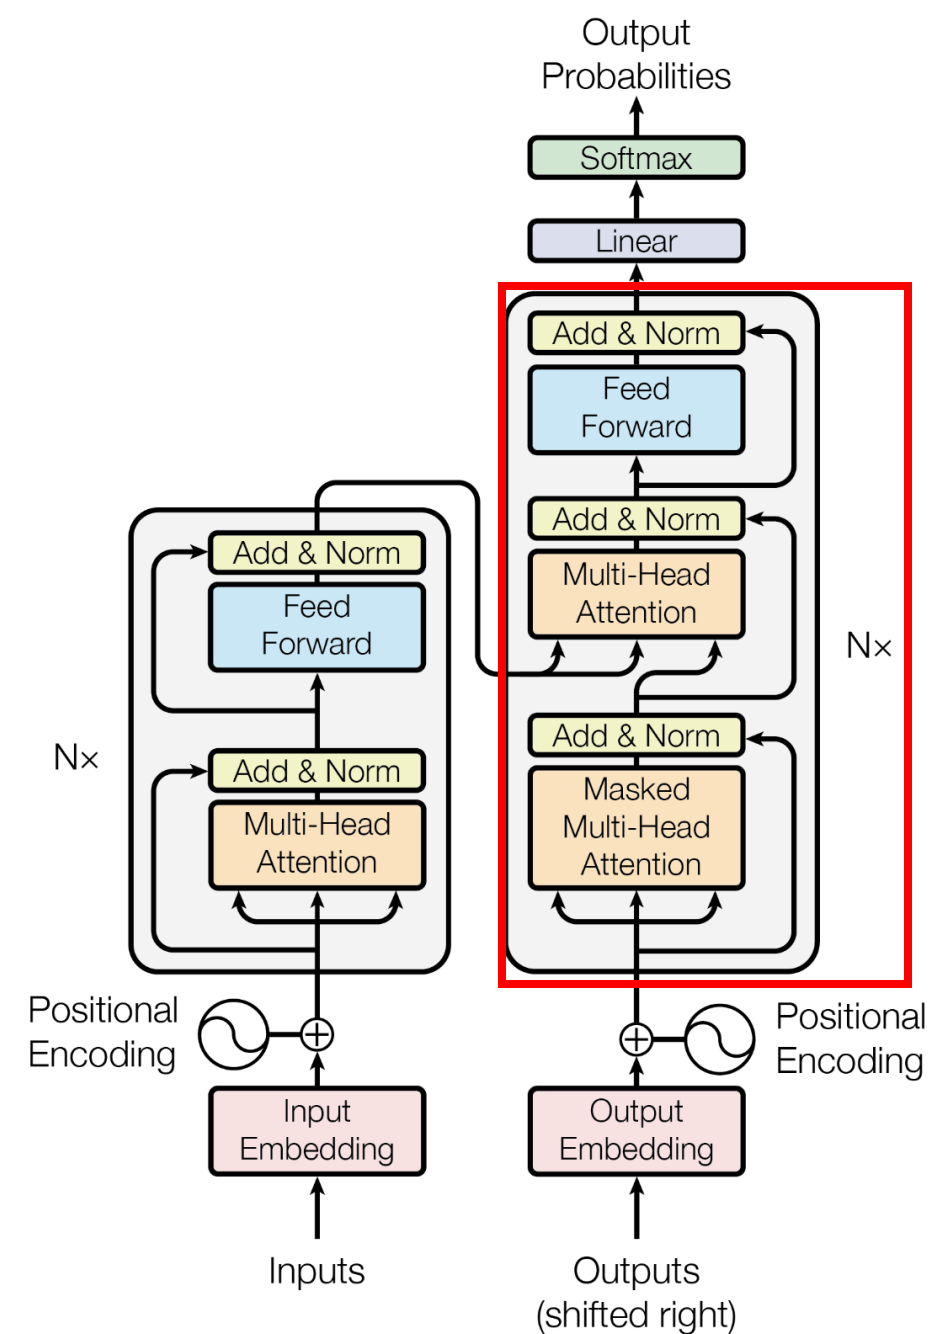 Output
Probabilities
Softmax
Linear
Add & Norm
Feed
Forward
Add & Norm
Multi-Head
Attention
Nx
Add & Norm
Masked
Multi-Head
Attention
Add & Norm
Feed
Forward
Nx
Add & Norm
Multi-Head
Attention
Positional
Encoding
Positional
Encoding
Input
Embedding
Output
Embedding
Inputs
Outputs
(shifted right)